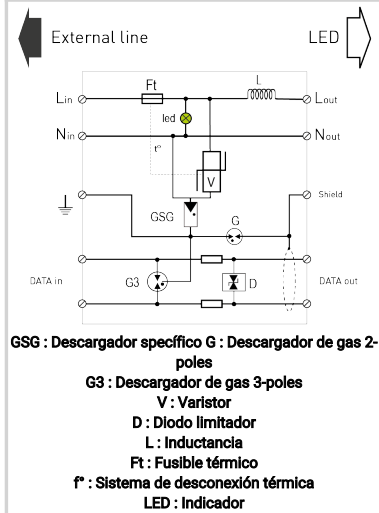 External line
LED
Ft
L
Lin
Lout
led
Nin
Nout
t°
V
Shield
GSG
G
DATA in
G3
D
DATA out
GSG : Descargador specífico G : Descargador de gas 2-
poles
G3 : Descargador de gas 3-poles
V : Varistor
D : Diodo limitador
L : Inductancia
Ft : Fusible térmico
f° : Sistema de desconexión térmica
LED : Indicador